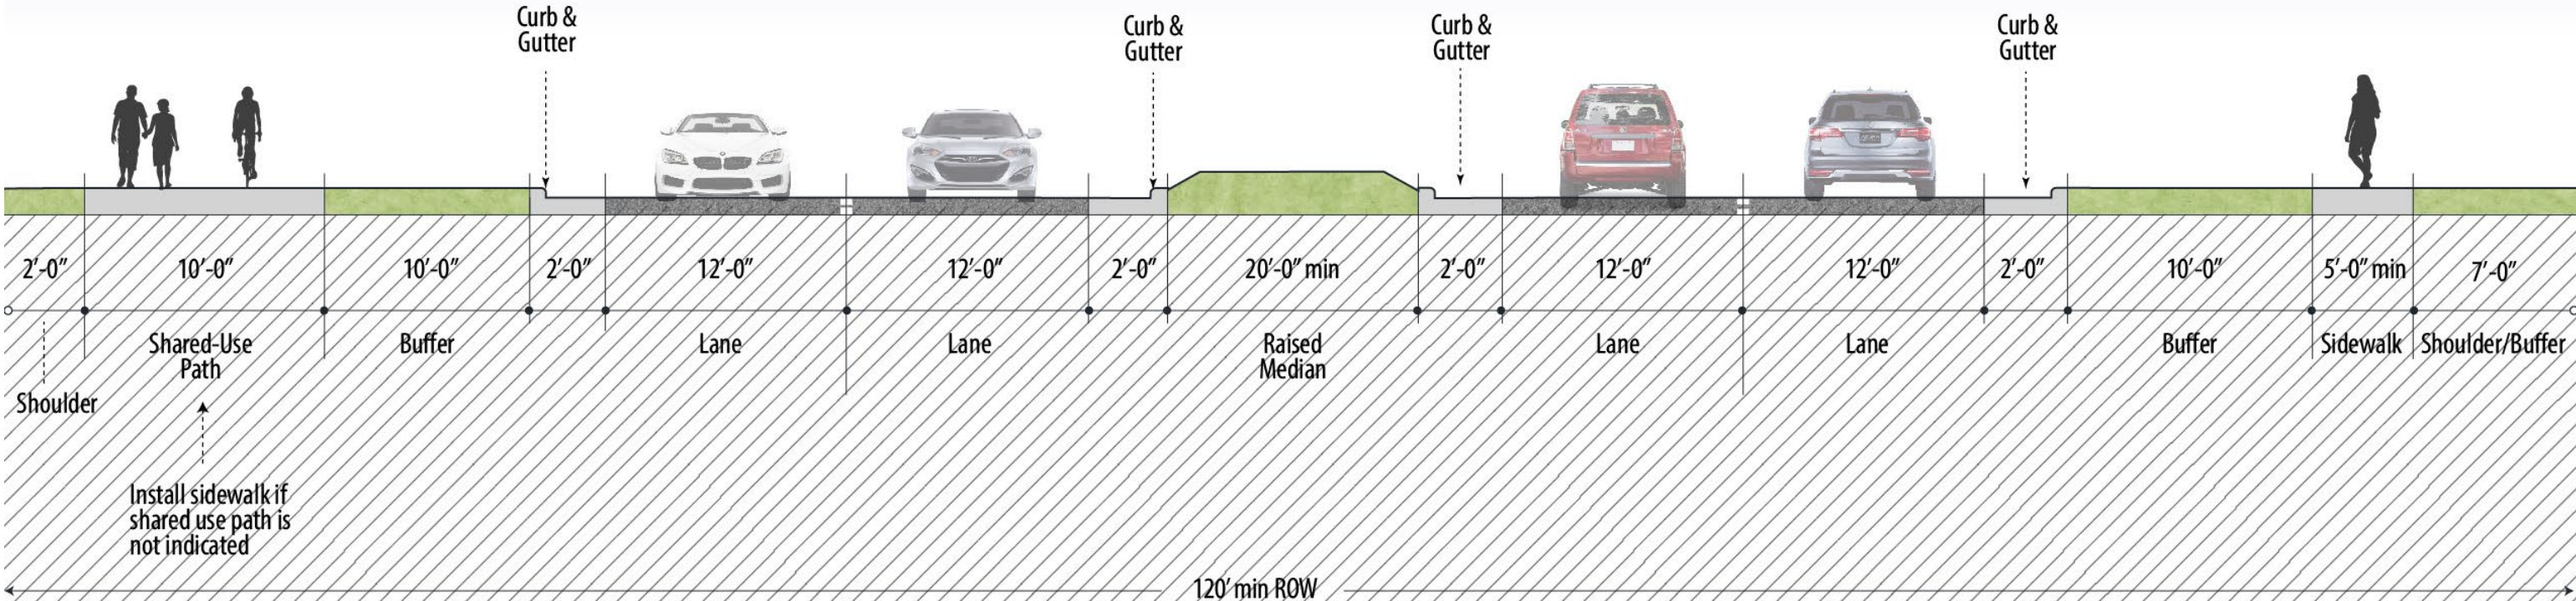 Curb &
Gutter
Curb &
Gutter
Curb &
Gutter
Curb &
Gutter
2’-0” 10’-0” 10’-0” 2’-0” 12’-0” 12’-0” 2’-0” 20’-0” min 2’-0” 12’-0” 12’-0” 2’-0” 10’-0” 5’-0” min 7’-0”
Shoulder
Shared-Use
Path
Buffer
Lane
Lane
Raised
Median
Lane
Lane
Buffer
Sidewalk
Shoulder/Buffer
Install sidewalk if
shared use path is
not indicated
120’ min ROW